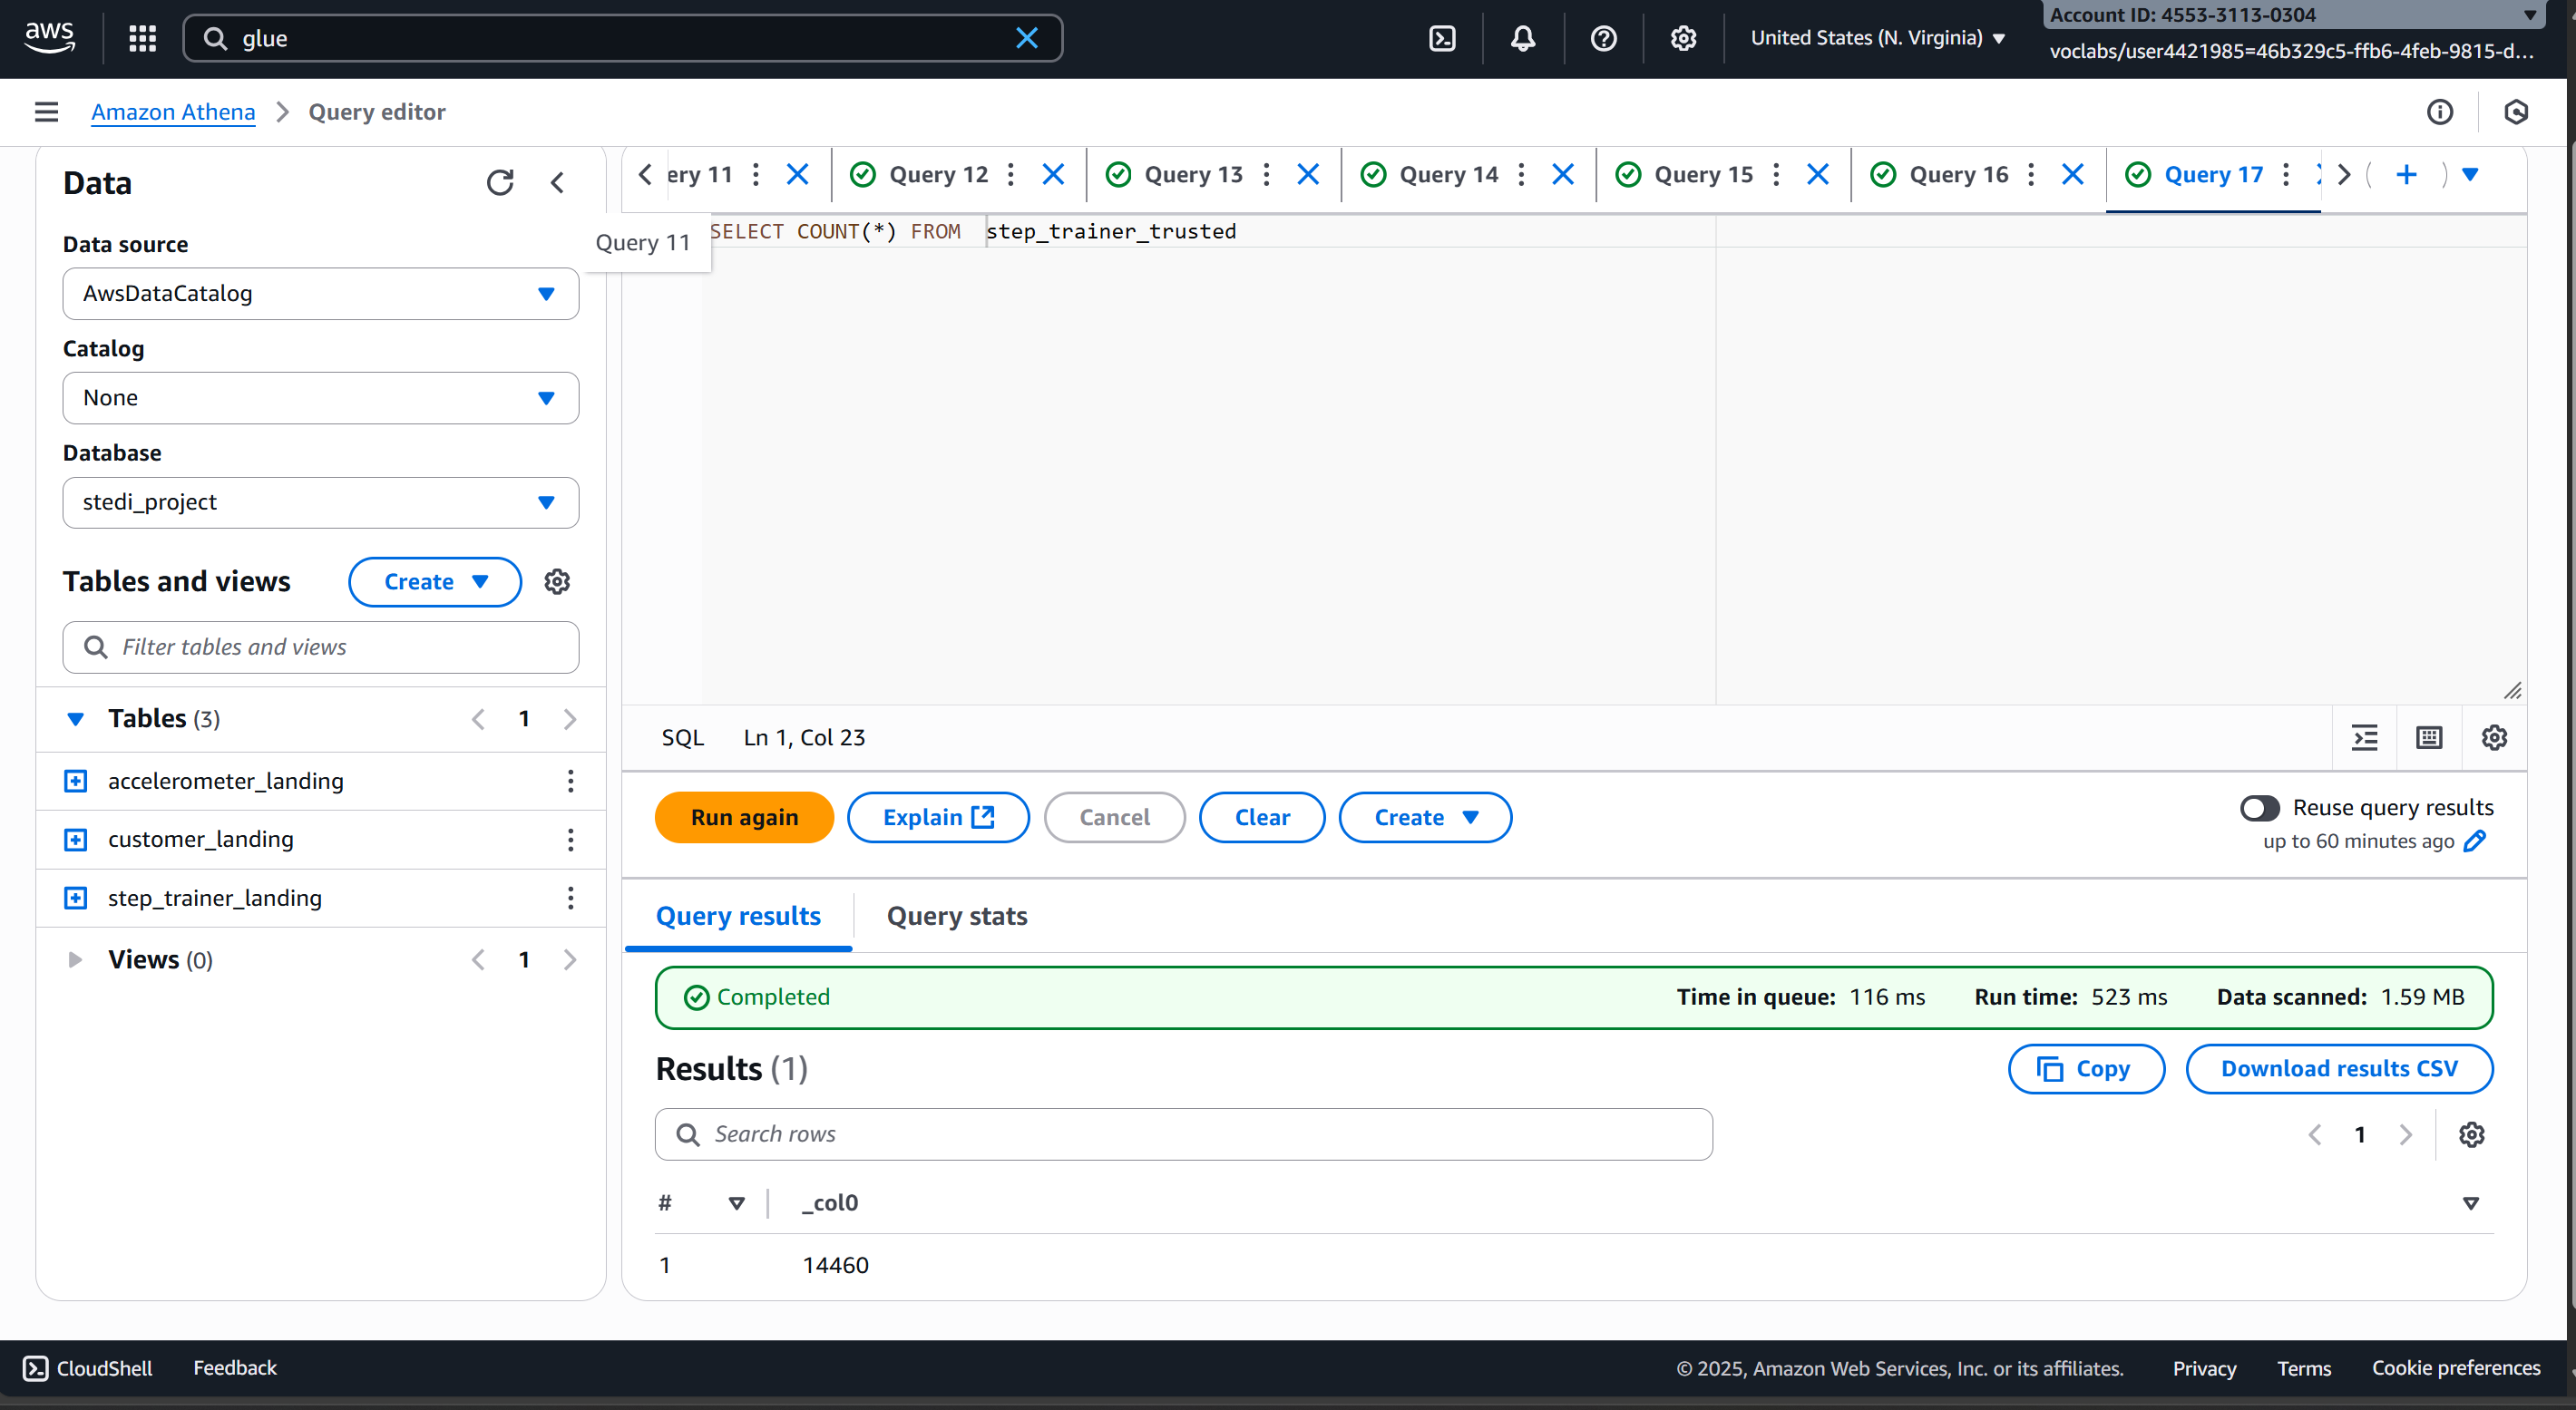 aws
glue
United States (N. Virginia)
Account ID: 4553-3113-0304
voclabs/user4421985=46b329c5-ffb6-4feb-9815-d...
Amazon Athena
Query editor
Data
Data source
AwsDataCatalog
Catalog
None
Database
stedi_project
Tables and views
Create
Filter tables and views
Tables (3)
1
accelerometer_landing
customer_landing
step_trainer_landing
Views (0)
1
ery 11
Query 12
Query 13
Query 14
Query 15
Query 16
Query 17
Query 11
SELECT COUNT(*) FROM step_trainer_trusted
SQL
Ln 1, Col 23
Run again
Explain
Cancel
Clear
Create
Reuse query results
up to 60 minutes ago
Query results
Query stats
Completed
Time in queue: 116 ms
Run time: 523 ms
Data scanned: 1.59 MB
Results (1)
Copy
Download results CSV
Search rows
1
#
_col0
1
14460
CloudShell
Feedback
© 2025, Amazon Web Services, Inc. or its affiliates.
Privacy
Terms
Cookie preferences